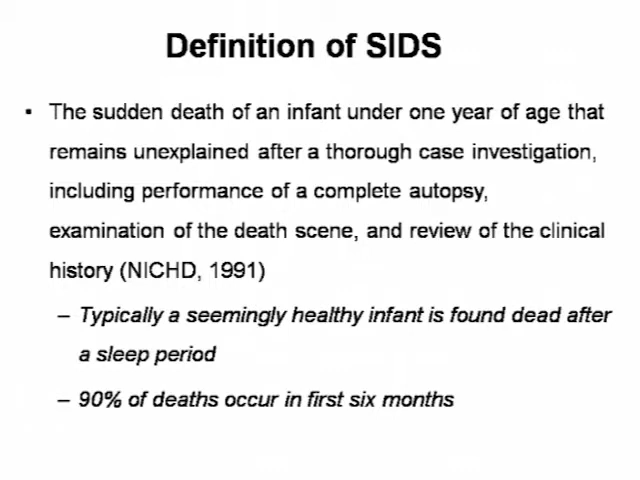 Definition of SIDS
▪ The sudden death of an infant under one year of age that
remains unexplained after a thorough case investigation,
including performance of a complete autopsy,
examination of the death scene, and review of the clinical
history (NICHD, 1991)
– Typically a seemingly healthy infant is found dead after
a sleep period
– 90% of deaths occur in first six months